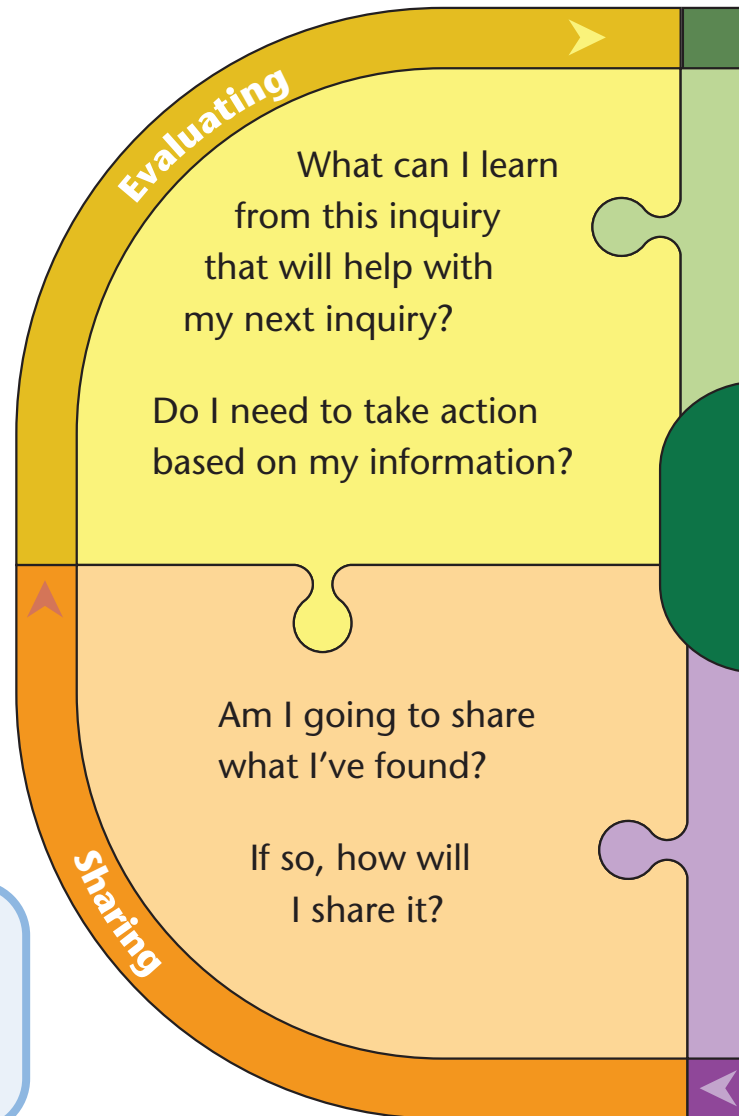 Evaluating
What can I learn
from this inquiry
that will help with
my next inquiry?
Do I need to take action
based on my information?
Am I going to share
what I've found?
If so, how will
I share it?
Sharing